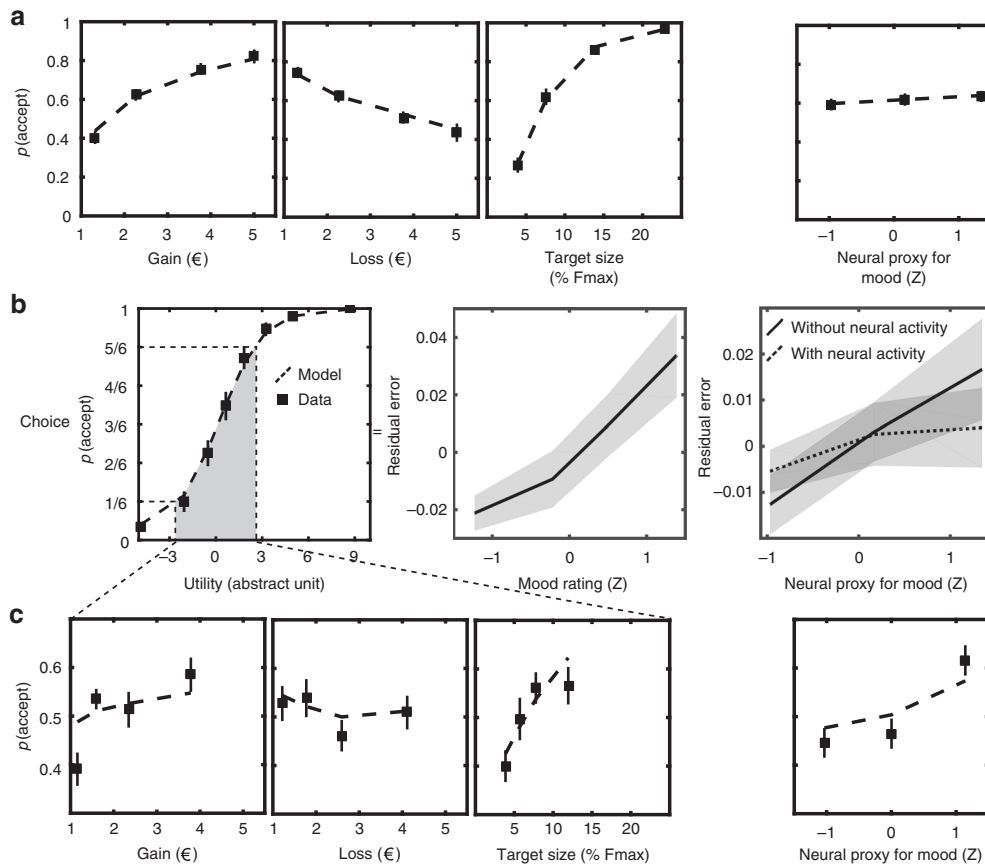 a
1
0.8
0.6
0.4
0.2
0
p (accept)
1 2 3 4 5
Gain (€)
1 2 3 4 5
Loss (€)
5 10 15 20
Target size
(% Fmax)
−1 0 1
Neural proxy for
mood (Z)
b
Choice
1
5/6
4/6
3/6
2/6
1/6
0
p (accept)
Model
Data
−3 0 3 6 9
Utility (abstract unit)
=
0.04
0.02
0
−0.02
Residual error
−1 0 1
Mood rating (Z)
Without neural activity
With neural activity
0.02
0.01
0
−0.01
Residual error
−1 0 1
Neural proxy for mood (Z)
c
0.6
0.5
0.4
p (accept)
1 2 3 4 5
Gain (€)
1 2 3 4 5
Loss (€)
5 10 15 20
Target size (% Fmax)
−1 0 1
Neural proxy for mood (Z)